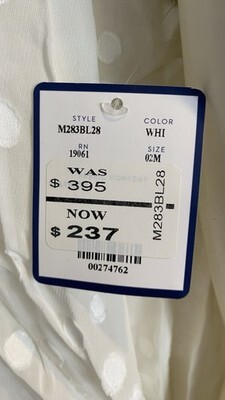 STYLE COLOR
M283BL28 WHI
RN SIZE
19061 02M
WAS
$ 395
NOW
$ 237
M283BL28
00274762